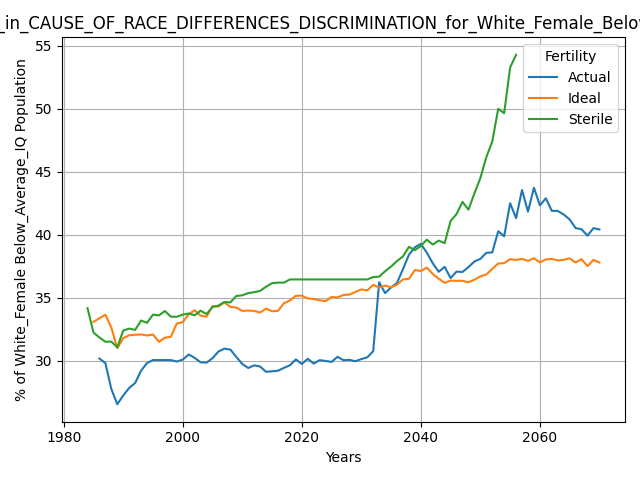 _in_CAUSE_OF_RACE_DIFFERENCES_DISCRIMINATION_for_White_Female_Below
55
50
45
40
35
30
% of White_Female Below_Average_IQ Population
Fertility
Actual
Ideal
Sterile
1980
2000
2020
2040
2060
Years